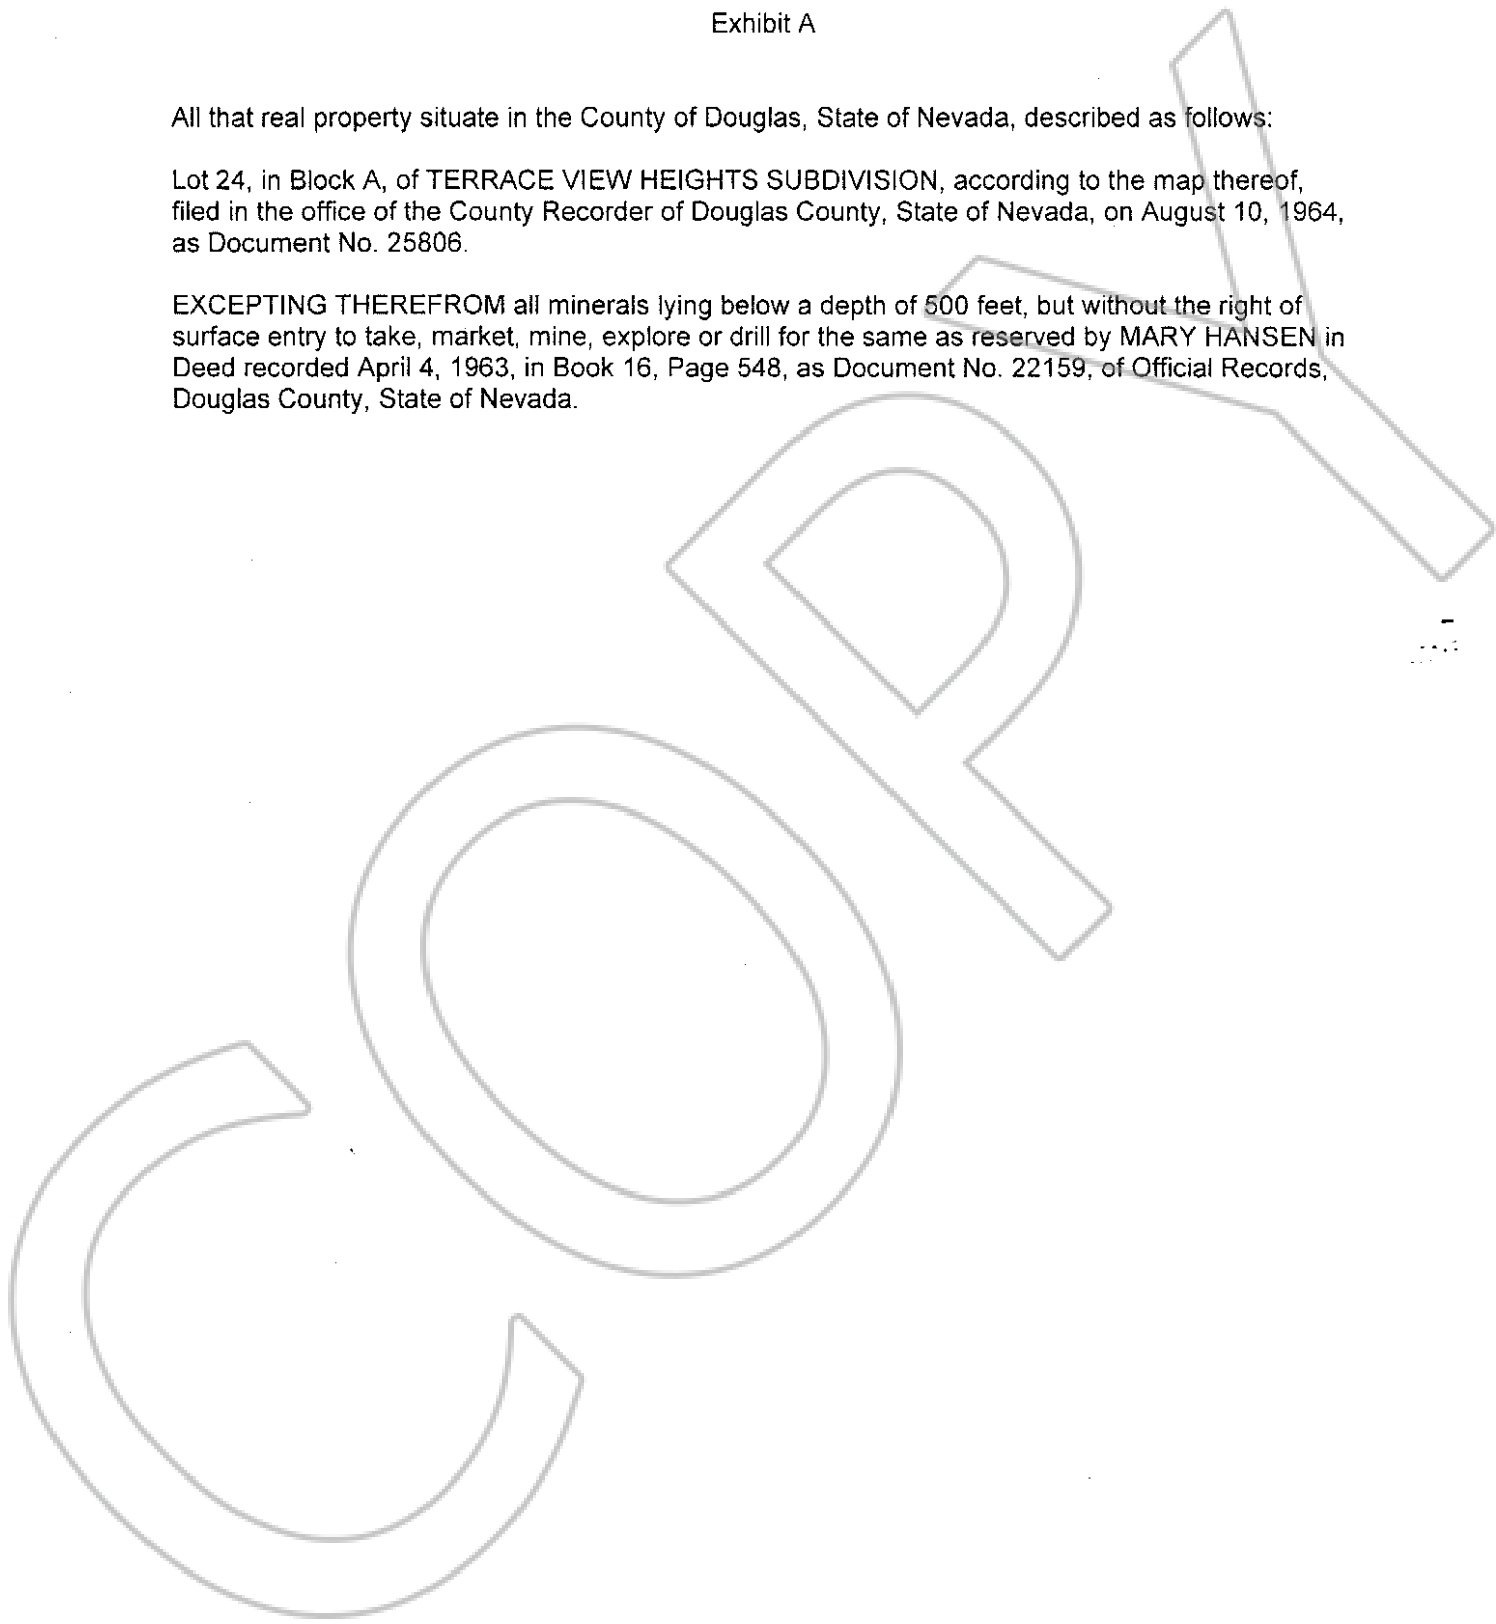 Exhibit A
All that real property situate in the County of Douglas, State of Nevada, described as follows:
Lot 24, in Block A, of TERRACE VIEW HEIGHTS SUBDIVISION, according to the map thereof,
filed in the office of the County Recorder of Douglas County, State of Nevada, on August 10, 1964,
as Document No. 25806.
EXCEPTING THEREFROM all minerals lying below a depth of 500 feet, but without the right of
surface entry to take, market, mine, explore or drill for the same as reserved by MARY HANSEN in
Deed recorded April 4, 1963, in Book 16, Page 548, as Document No. 22159, of Official Records,
Douglas County, State of Nevada.
COPY